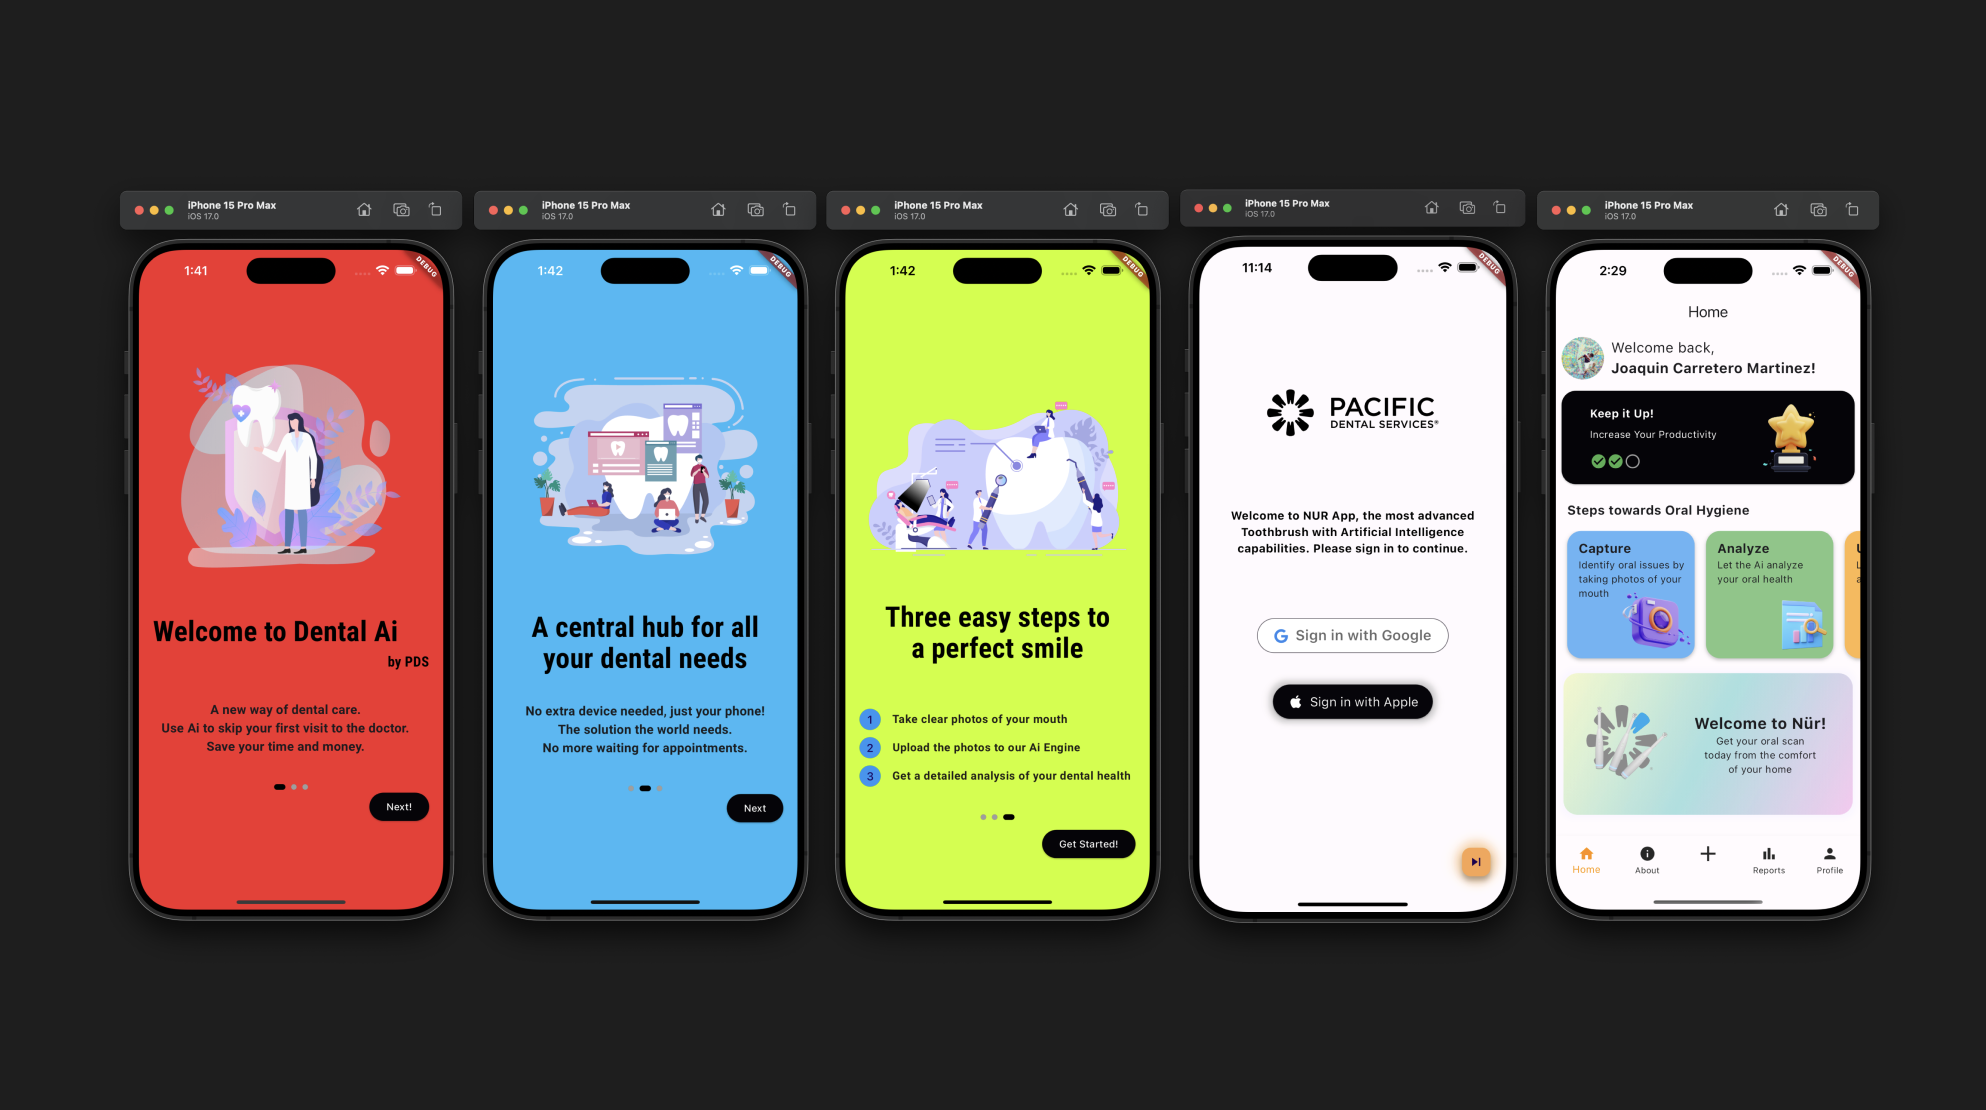 iPhone 15 Pro Max
iOS 17.0
1:41
DEBUG
Welcome to Dental Ai
by PDS
A new way of dental care.
Use Ai to skip your first visit to the doctor.
Save your time and money.
Next!
iPhone 15 Pro Max
iOS 17.0
1:42
DEBUG
A central hub for all
your dental needs
No extra device needed, just your phone!
The solution the world needs.
No more waiting for appointments.
Next
iPhone 15 Pro Max
iOS 17.0
1:42
DEBUG
Three easy steps to
a perfect smile
1 Take clear photos of your mouth
2 Upload the photos to our Ai Engine
3 Get a detailed analysis of your dental health
Get Started!
iPhone 15 Pro Max
iOS 17.0
11:14
DEBUG
PACIFIC
DENTAL SERVICES®
Welcome to NUR App, the most advanced
Toothbrush with Artificial Intelligence
capabilities. Please sign in to continue.
G Sign in with Google
Sign in with Apple
iPhone 15 Pro Max
iOS 17.0
2:29
DEBUG
Home
Welcome back,
Joaquin Carretero Martinez!
Keep it Up!
Increase Your Productivity
Steps towards Oral Hygiene
Capture
Identify oral issues by
taking photos of your
mouth
Analyze
Let the Ai analyze
your oral health
Welcome to Nür!
Get your oral scan
today from the comfort
of your home
Home
About
Reports
Profile